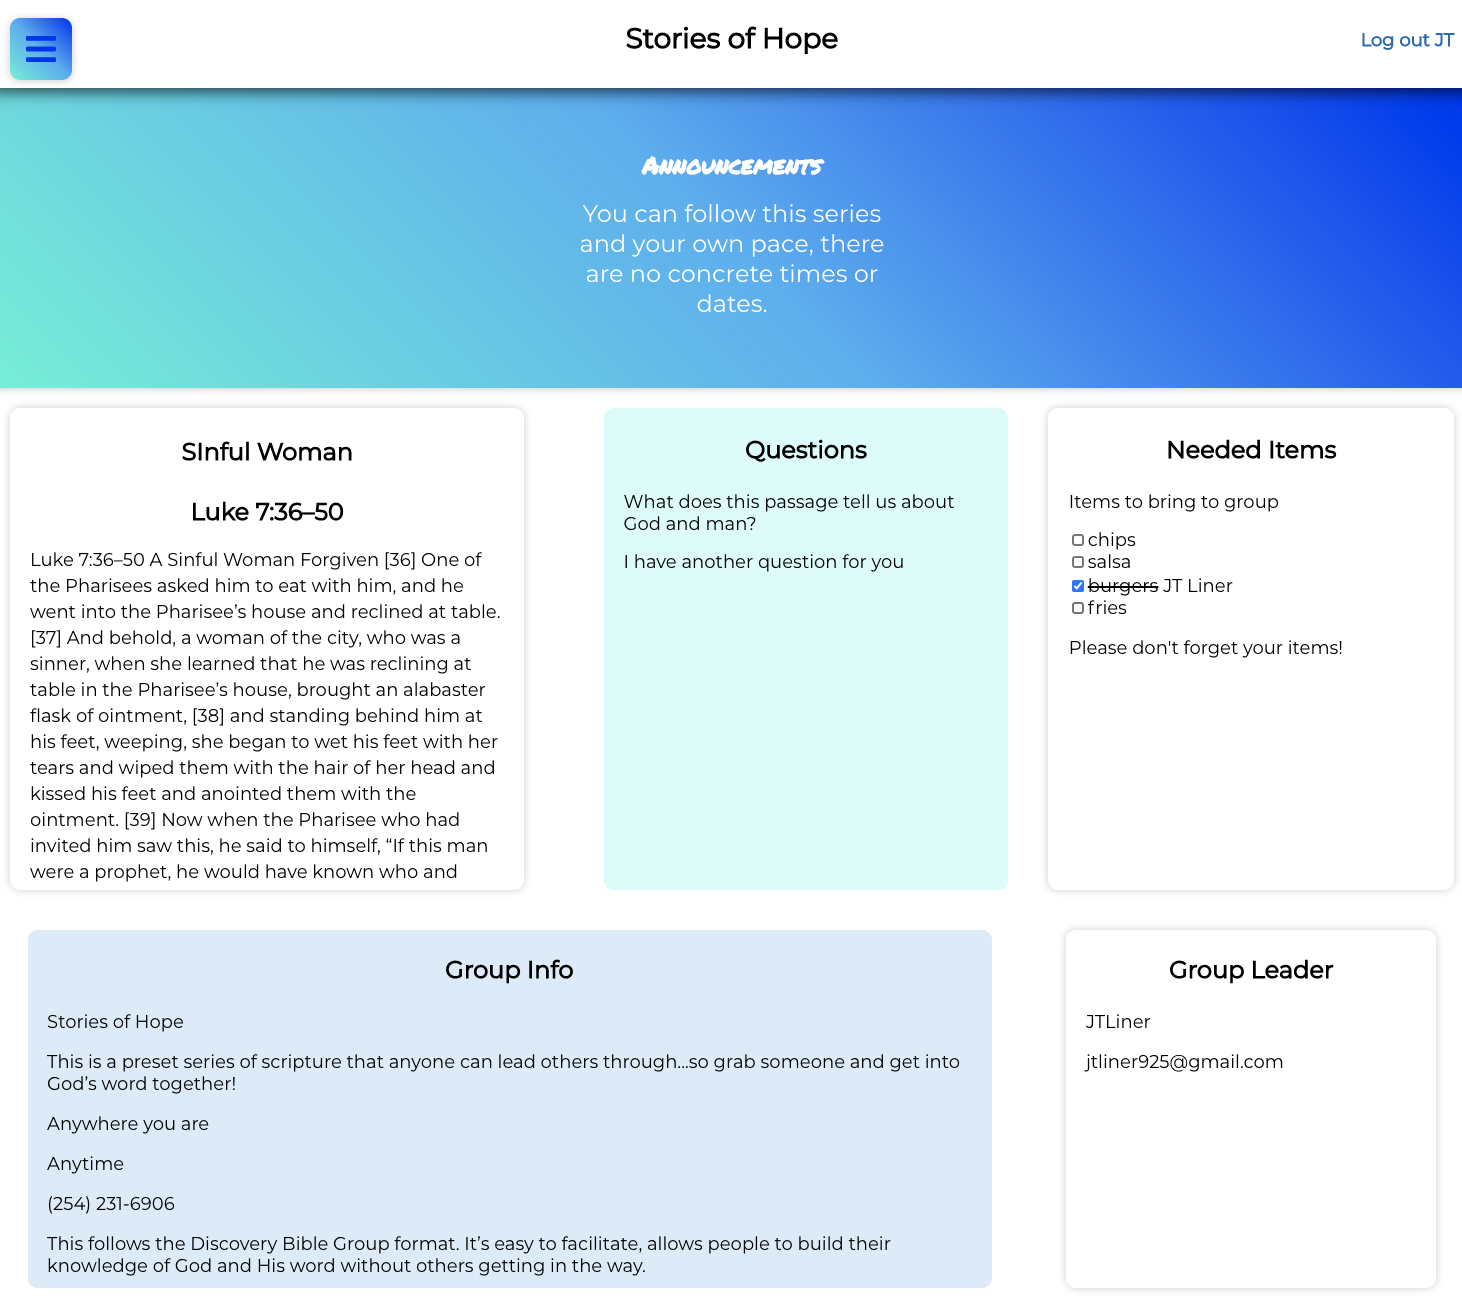 Stories of Hope
Log out JT
Announcements
You can follow this series
and your own pace, there
are no concrete times or
dates.
SInful Woman
Luke 7:36–50
Luke 7:36–50 A Sinful Woman Forgiven [36] One of
the Pharisees asked him to eat with him, and he
went into the Pharisee’s house and reclined at table.
[37] And behold, a woman of the city, who was a
sinner, when she learned that he was reclining at
table in the Pharisee’s house, brought an alabaster
flask of ointment, [38] and standing behind him at
his feet, weeping, she began to wet his feet with her
tears and wiped them with the hair of her head and
kissed his feet and anointed them with the
ointment. [39] Now when the Pharisee who had
invited him saw this, he said to himself, “If this man
were a prophet, he would have known who and
Questions
What does this passage tell us about
God and man?
I have another question for you
Needed Items
Items to bring to group
chips
salsa
burgers JT Liner
fries
Please don't forget your items!
Group Info
Stories of Hope
This is a preset series of scripture that anyone can lead others through...so grab someone and get into
God’s word together!
Anywhere you are
Anytime
(254) 231-6906
This follows the Discovery Bible Group format. It’s easy to facilitate, allows people to build their
knowledge of God and His word without others getting in the way.
Group Leader
JTLiner
jtliner925@gmail.com